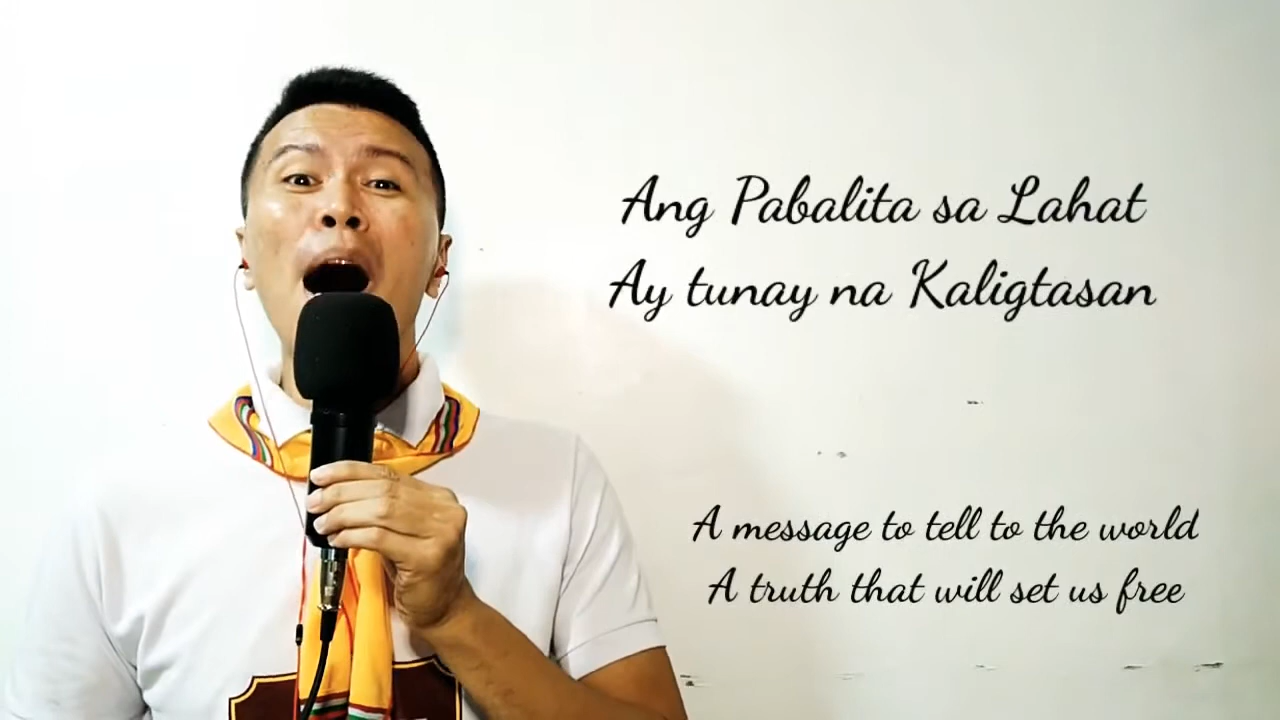 Ang Pabalita sa Lahat
Ay tunay na Kaligtasan
A message to tell to the world
A truth that will set us free